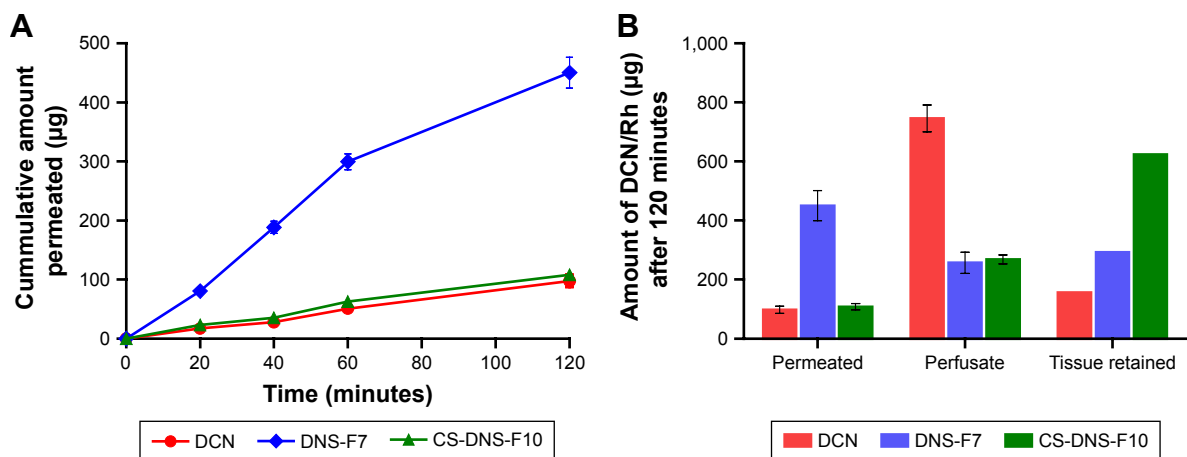 A
Cummulative amount
permeated (µg)
500
400
300
200
100
0
0 20 40 60 80 100 120
Time (minutes)
DCN DNS-F7 CS-DNS-F10
B
Amount of DCN/Rh (µg)
after 120 minutes
1,000
800
600
400
200
0
Permeated Perfusate Tissue retained
DCN DNS-F7 CS-DNS-F10